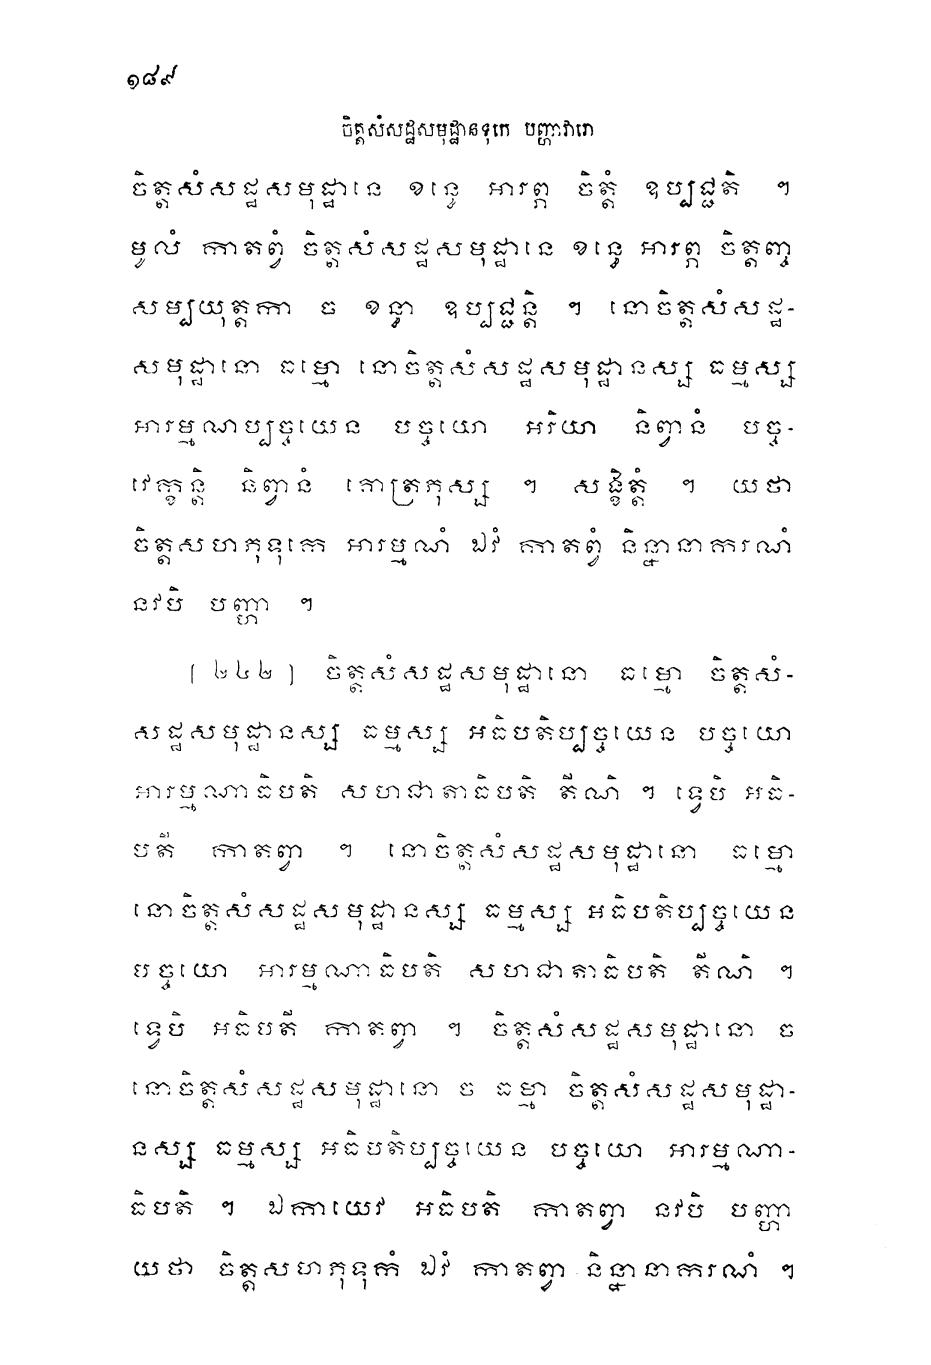 ១៨៩
ចិត្តសំសដ្ឋសមុដ្ឋានទុកេ បញ្ហាវារោ
ចិត្តសំសដ្ឋសមុដ្ឋានេ ខន្ធេ អារព្ភ ចិត្តំ ឧប្បជ្ជតិ ។
មូលំ កាតព្វំ ចិត្តសំសដ្ឋសមុដ្ឋានេ ខន្ធេ អារព្ភ ចិត្តញ្ច
សម្បយុត្តកា ច ខន្ធា ឧប្បជ្ជន្តិ ។ នោចិត្តសំសដ្ឋ-
សមុដ្ឋានោ ធម្មោ នោចិត្តសំសដ្ឋសមុដ្ឋានស្ស ធម្មស្ស
អារម្មណប្បច្ចយេន បច្ចយោ អរិយា និព្វានំ បច្ច-
វេក្ខន្តិ និព្វានំ គោត្រភុស្ស ។ សង្ខិត្តំ ។ យថា
ចិត្តសហភុទុកេ អារម្មណំ ឯវំ កាតព្វំ និន្នានាករណំ
នវបិ បញ្ហា ។
[២៤២] ចិត្តសំសដ្ឋសមុដ្ឋានោ ធម្មោ ចិត្តសំ-
សដ្ឋសមុដ្ឋានស្ស ធម្មស្ស អធិបតិប្បច្ចយេន បច្ចយោ
អារម្មណាធិបតិ សហជាតាធិបតិ តីណិ ។ ទ្វេបិ អធិ-
បតី កាតព្វា ។ នោចិត្តសំសដ្ឋសមុដ្ឋានោ ធម្មោ
នោចិត្តសំសដ្ឋសមុដ្ឋានស្ស ធម្មស្ស អធិបតិប្បច្ចយេន
បច្ចយោ អារម្មណាធិបតិ សហជាតាធិបតិ តីណិ ។
ទ្វេបិ អធិបតី កាតព្វា ។ ចិត្តសំសដ្ឋសមុដ្ឋានោ ច
នោចិត្តសំសដ្ឋសមុដ្ឋានោ ច ធម្មា ចិត្តសំសដ្ឋសមុដ្ឋា-
នស្ស ធម្មស្ស អធិបតិប្បច្ចយេន បច្ចយោ អារម្មណា-
ធិបតិ ។ ឯកាយេវ អធិបតិ កាតព្វា នវបិ បញ្ហា
យថា ចិត្តសហភុទុកំ ឯវំ កាតព្វា និន្នានាករណំ ។